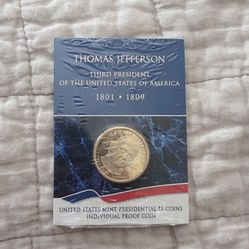 THOMAS JEFFERSON
THIRD PRESIDENT
OF THE UNITED STATES OF AMERICA
1801 • 1809
UNITED STATES MINT PRESIDENTIAL $1 COINS
INDIVIDUAL PROOF COIN